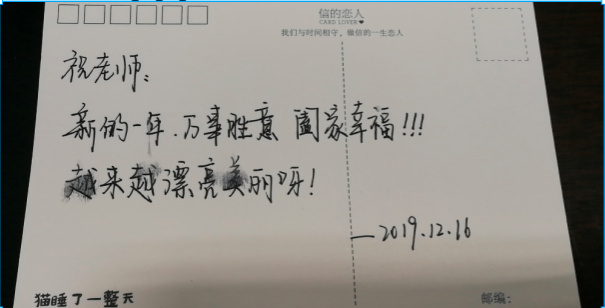 信的恋人
CARD LOVER
我们与时间相守，做信的一生恋人
祝老师：
新的一年，万事胜意 阖家幸福!!!
越来越漂亮美丽呀!
—2019.12.16
猫睡了一整天
邮编：